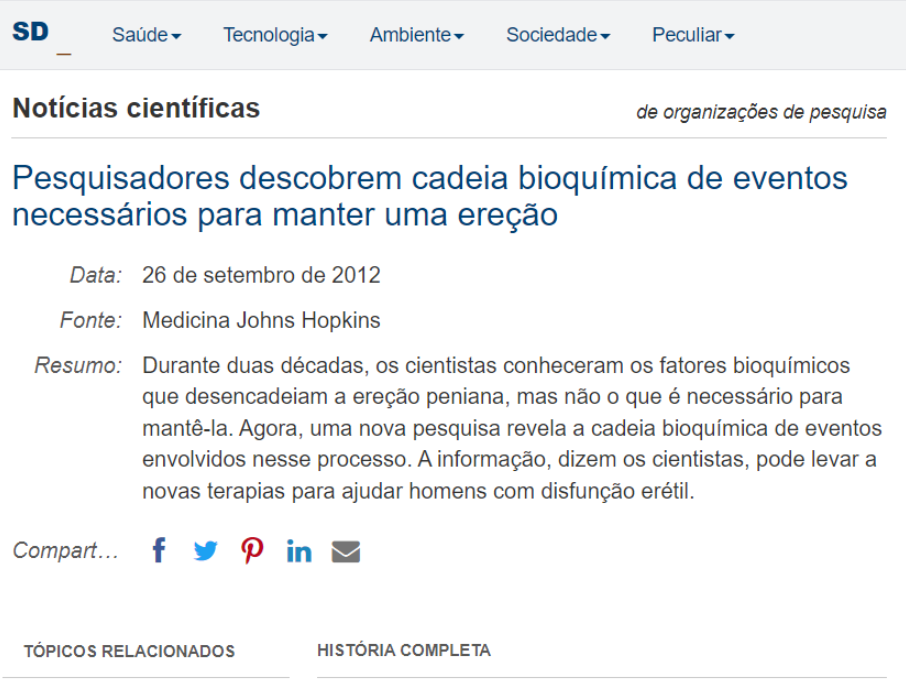 SD
Saúde Tecnologia Ambiente Sociedade Peculiar
Notícias científicas
de organizações de pesquisa
Pesquisadores descobrem cadeia bioquímica de eventos
necessários para manter uma ereção
Data: 26 de setembro de 2012
Fonte: Medicina Johns Hopkins
Resumo: Durante duas décadas, os cientistas conheceram os fatores bioquímicos
que desencadeiam a ereção peniana, mas não o que é necessário para
mantê-la. Agora, uma nova pesquisa revela a cadeia bioquímica de eventos
envolvidos nesse processo. A informação, dizem os cientistas, pode levar a
novas terapias para ajudar homens com disfunção erétil.
Compart...
TÓPICOS RELACIONADOS
HISTÓRIA COMPLETA